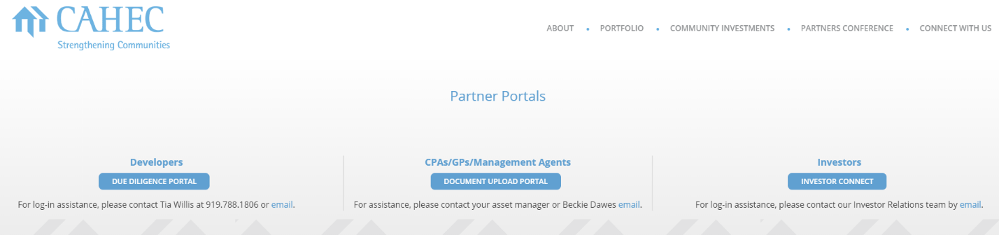 CAHEC
Strengthening Communities
ABOUT • PORTFOLIO • COMMUNITY INVESTMENTS • PARTNERS CONFERENCE • CONNECT WITH US
Partner Portals
Developers
DUE DILIGENCE PORTAL
For log-in assistance, please contact Tia Willis at 919.788.1806 or email.
CPAs/GPs/Management Agents
DOCUMENT UPLOAD PORTAL
For assistance, please contact your asset manager or Beckie Dawes email.
Investors
INVESTOR CONNECT
For log-in assistance, please contact our Investor Relations team by email.